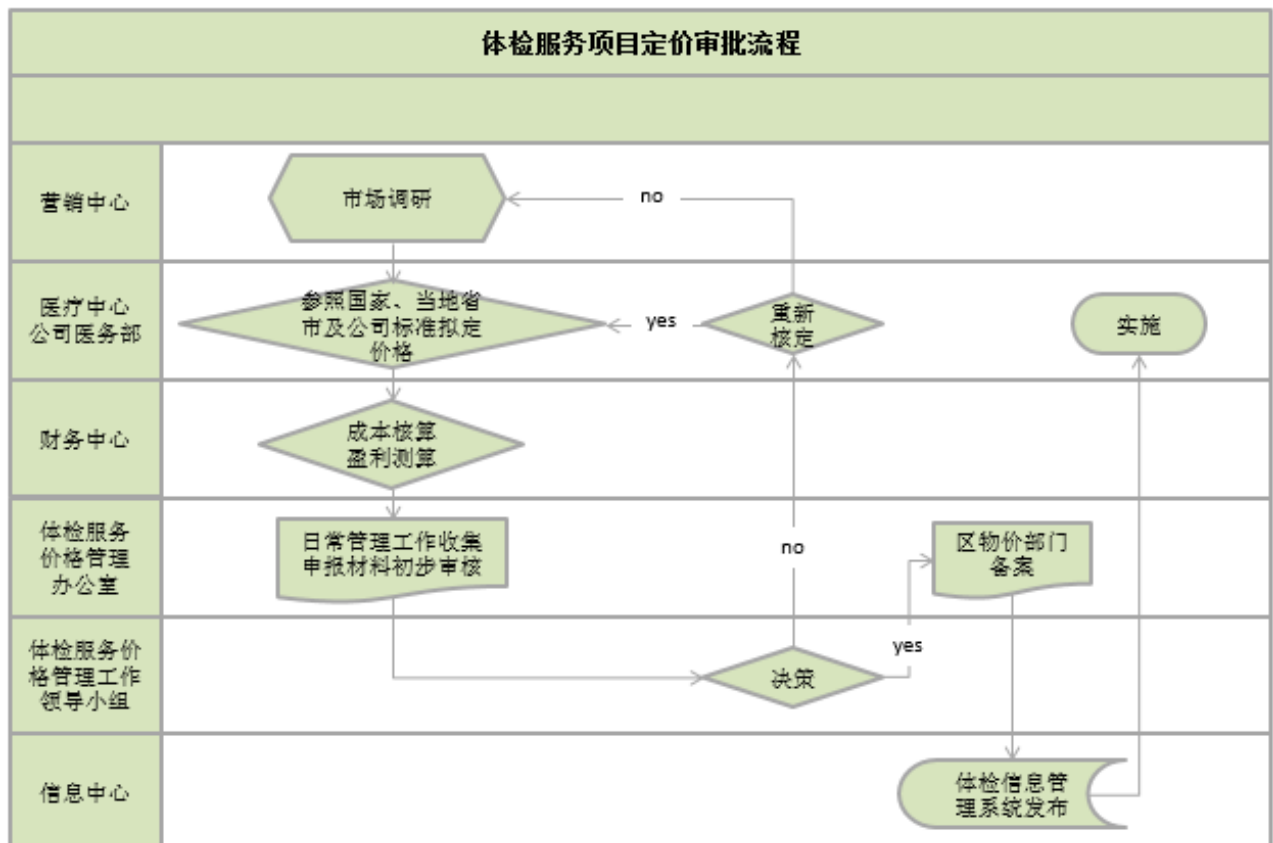 体检服务项目定价审批流程
营销中心
市场调研
no
医疗中心
公司医务部
参照国家、当地省
市及公司标准拟定
价格
yes
重新
核定
实施
财务中心
成本核算
盈利测算
体检服务
价格管理
办公室
日常管理工作收集
申报材料初步审核
no
区物价部门
备案
体检服务价
格管理工作
领导小组
决策
yes
信息中心
体检信息管
理系统发布